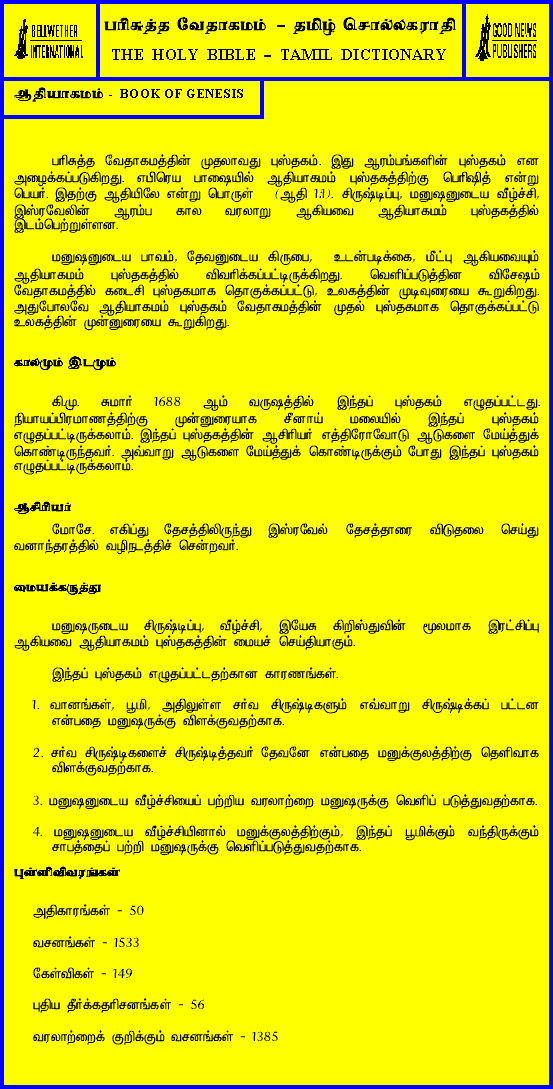 BELLWETHER
INTERNATIONAL
பரிசுத்த வேதாகமம் – தமிழ் சொல்லகராதி
THE HOLY BIBLE – TAMIL DICTIONARY
GOOD NEWS
PUBLISHERS
ஆதியாகமம் - BOOK OF GENESIS
பரிசுத்த வேதாகமத்தின் முதலாவது புஸ்தகம். இது ஆரம்பங்களின் புஸ்தகம் என
அழைக்கப்படுகிறது. எபிரெய பாஷையில் ஆதியாகமம் புஸ்தகத்திற்கு பெரிஷித் என்று
பெயர். இதற்கு ஆதியிலே என்று பொருள் (ஆதி 1:1). சிருஷ்டிப்பு, மனுஷனுடைய வீழ்ச்சி,
இஸ்ரவேலின் ஆரம்ப கால வரலாறு ஆகியவை ஆதியாகமம் புஸ்தகத்தில்
இடம்பெற்றுள்ளன.
மனுஷனுடைய பாவம், தேவனுடைய கிருபை, உடன்படிக்கை, மீட்பு ஆகியவையும்
ஆதியாகமம் புஸ்தகத்தில் விவரிக்கப்பட்டிருக்கிறது. வெளிப்படுத்தின விசேஷம்
வேதாகமத்தில் கடைசி புஸ்தகமாக தொகுக்கப்பட்டு, உலகத்தின் முடிவுரையை கூறுகிறது.
அதுபோலவே ஆதியாகமம் புஸ்தகம் வேதாகமத்தின் முதல் புஸ்தகமாக தொகுக்கப்பட்டு
உலகத்தின் முன்னுரையை கூறுகிறது.
காலமும் இடமும்
கி.மு. சுமார் 1688 ஆம் வருஷத்தில் இந்தப் புஸ்தகம் எழுதப்பட்டது.
நியாயப்பிரமாணத்திற்கு முன்னுரையாக சீனாய் மலையில் இந்தப் புஸ்தகம்
எழுதப்பட்டிருக்கலாம். இந்தப் புஸ்தகத்தின் ஆசிரியர் எத்திரோவோடு ஆடுகளை மேய்த்துக்
கொண்டிருந்தவர். அவ்வாறு ஆடுகளை மேய்த்துக் கொண்டிருக்கும் போது இந்தப் புஸ்தகம்
எழுதப்பட்டிருக்கலாம்.
ஆசிரியர்
மோசே. எகிப்து தேசத்திலிருந்து இஸ்ரவேல் தேசத்தாரை விடுதலை செய்து
வனாந்தரத்தில் வழிநடத்திச் சென்றவர்.
மையக்கருத்து
மனுஷருடைய சிருஷ்டிப்பு, வீழ்ச்சி, இயேசு கிறிஸ்துவின் மூலமாக இரட்சிப்பு
ஆகியவை ஆதியாகமம் புஸ்தகத்தின் மையச் செய்தியாகும்.
இந்தப் புஸ்தகம் எழுதப்பட்டதற்கான காரணங்கள்.
1. வானங்கள், பூமி, அதிலுள்ள சர்வ சிருஷ்டிகளும் எவ்வாறு சிருஷ்டிக்கப் பட்டன
என்பதை மனுஷருக்கு விளக்குவதற்காக.
2. சர்வ சிருஷ்டிகளைச் சிருஷ்டித்தவர் தேவனே என்பதை மனுக்குலத்திற்கு தெளிவாக
விளக்குவதற்காக.
3. மனுஷனுடைய வீழ்ச்சியைப் பற்றிய வரலாற்றை மனுஷருக்கு வெளிப் படுத்துவதற்காக.
4. மனுஷனுடைய வீழ்ச்சியினால் மனுக்குலத்திற்கும், இந்தப் பூமிக்கும் வந்திருக்கும்
சாபத்தைப் பற்றி மனுஷருக்கு வெளிப்படுத்துவதற்காக.
புள்ளிவிவரங்கள்
அதிகாரங்கள் - 50
வசனங்கள் - 1533
கேள்விகள் - 149
புதிய தீர்க்கதரிசனங்கள் - 56
வரலாற்றைக் குறிக்கும் வசனங்கள் - 1385